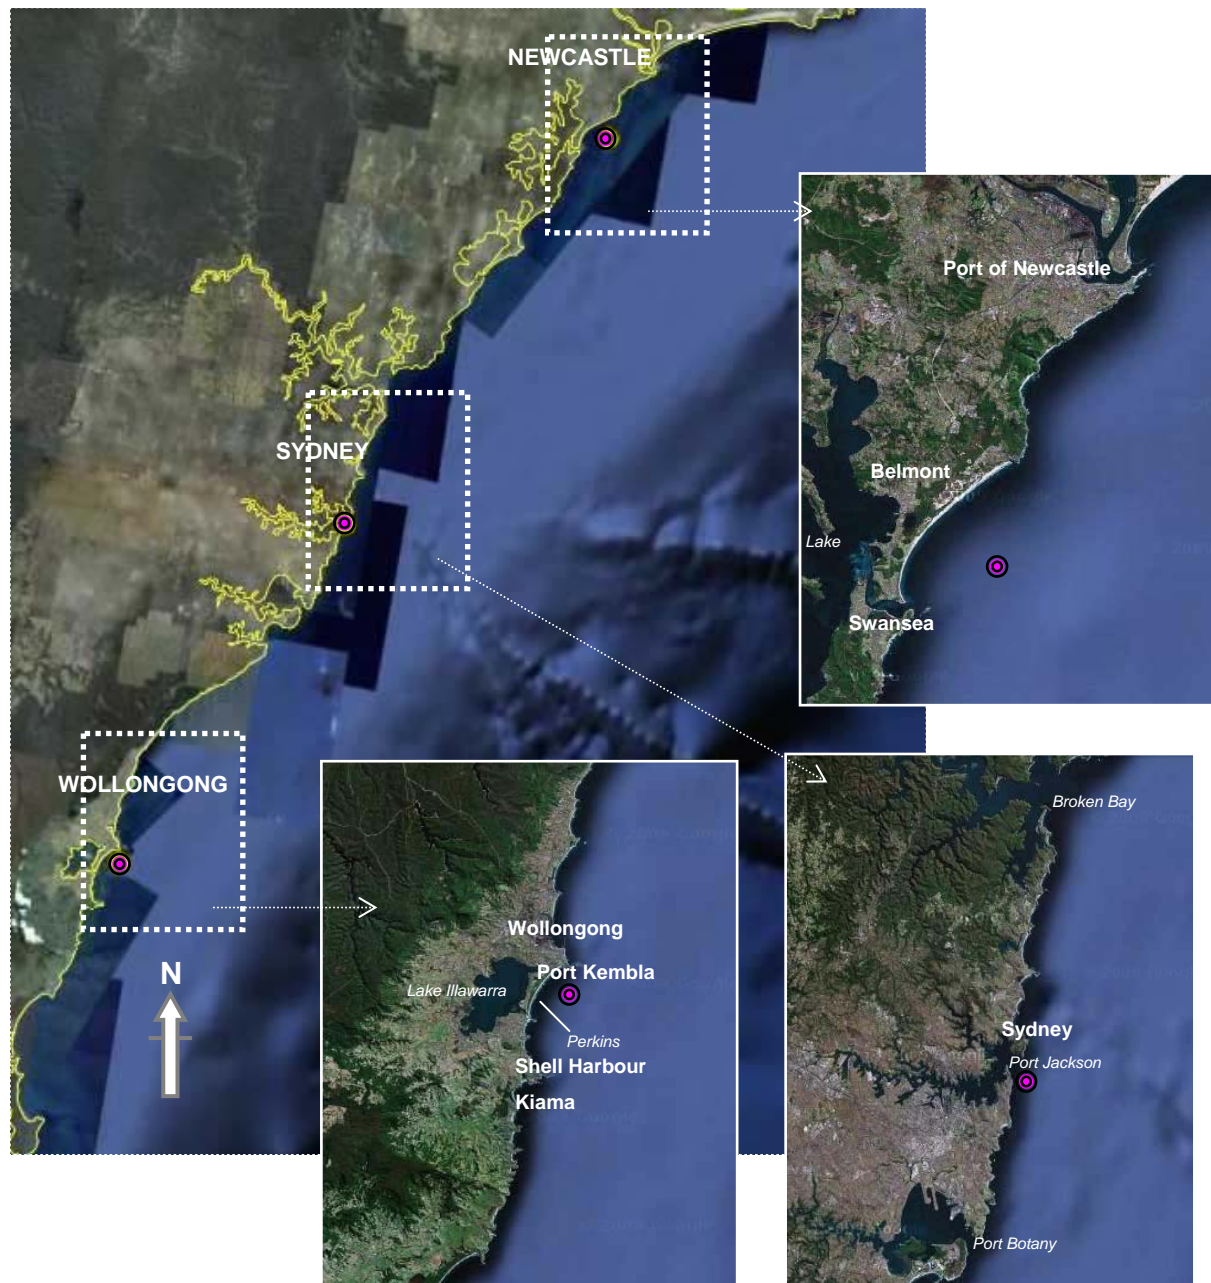 NEWCASTLE
Port of Newcastle
Belmont
Lake
Swansea
SYDNEY
WOLLONGONG
N
Wollongong
Port Kembla
Lake Illawarra
Perkins
Shell Harbour
Kiama
Broken Bay
Sydney
Port Jackson
Port Botany